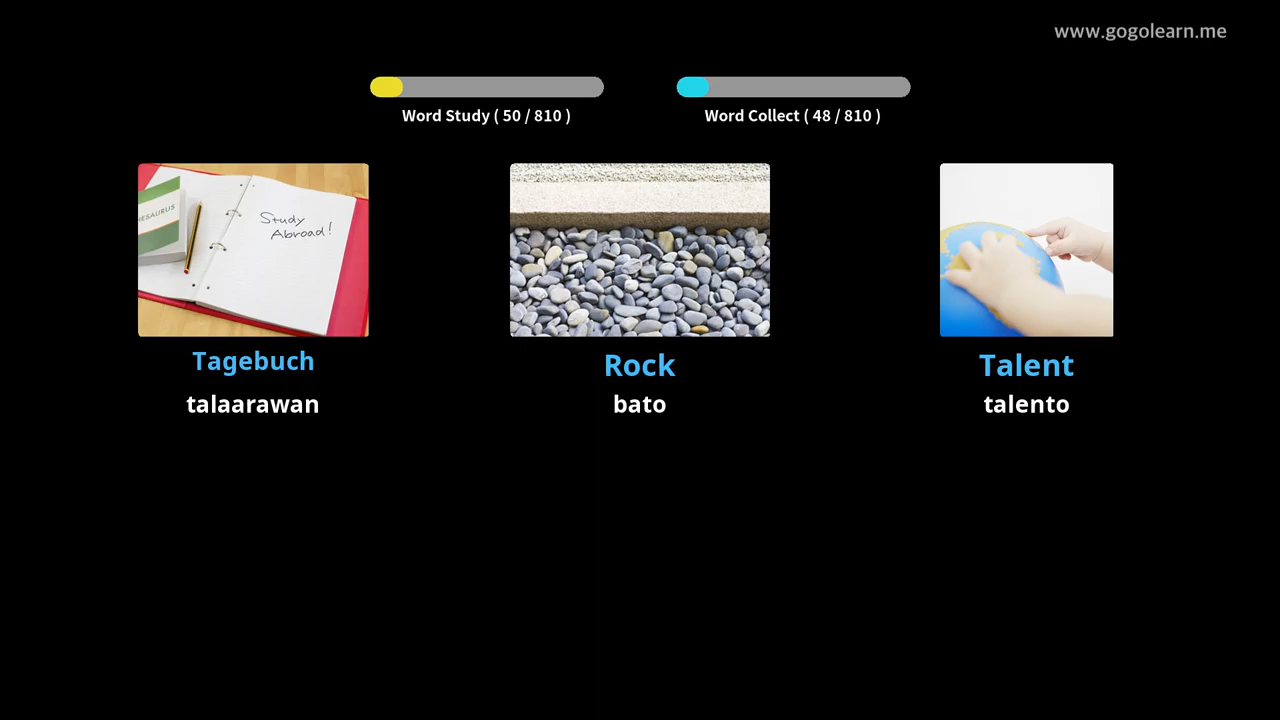 www.gogolearn.me
Word Study ( 50 / 810 )
Word Collect ( 48 / 810 )
HESAURUS
Study
Abroad!
Tagebuch
Rock
Talent
talaarawan
bato
talento